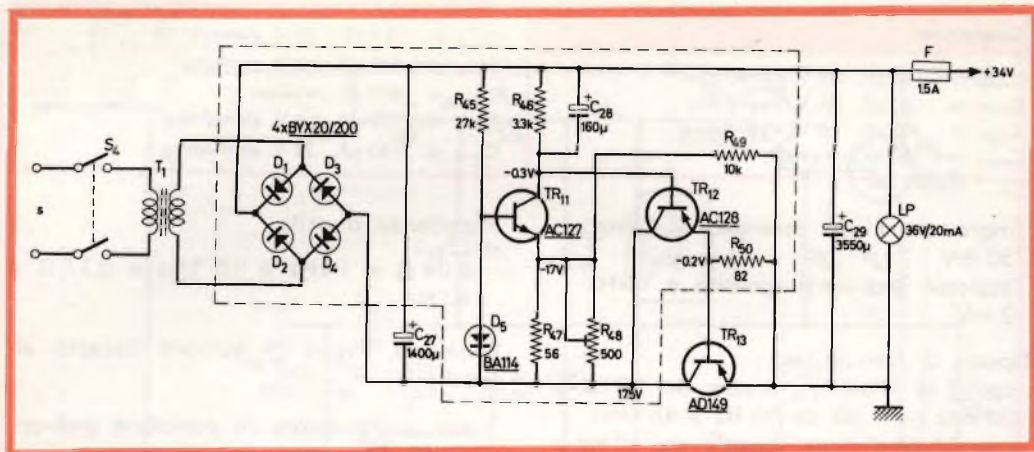 F
1.5A
+34V
R45
27k
R46
3.3k
+
C28
160µ
4xBYX20/200
R49
10k
S4
T1
D1
D3
-0.3V
TR12
AC128
TR11
AC127
s
D2
D4
-0.2V
R50
82
+
C29
3550µ
LP
36V/20mA
-17V
D5
BA114
+
C27
1400µ
R47
56
R48
500
TR13
17.5V
AD149